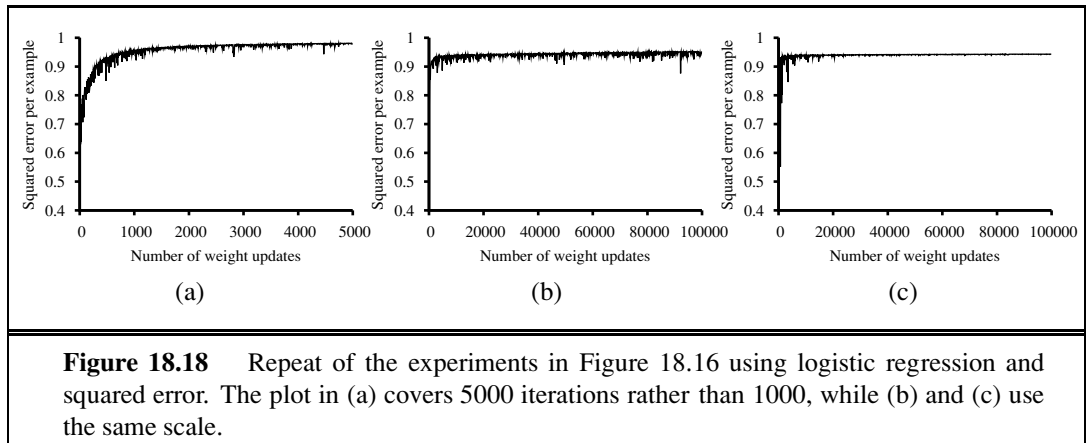 Squared error per example
1
0.9
0.8
0.7
0.6
0.5
0.4
0 1000 2000 3000 4000 5000
Number of weight updates
(a)
Squared error per example
1
0.9
0.8
0.7
0.6
0.5
0.4
0 20000 40000 60000 80000 100000
Number of weight updates
(b)
Squared error per example
1
0.9
0.8
0.7
0.6
0.5
0.4
0 20000 40000 60000 80000 100000
Number of weight updates
(c)
Figure 18.18 Repeat of the experiments in Figure 18.16 using logistic regression and
squared error. The plot in (a) covers 5000 iterations rather than 1000, while (b) and (c) use
the same scale.